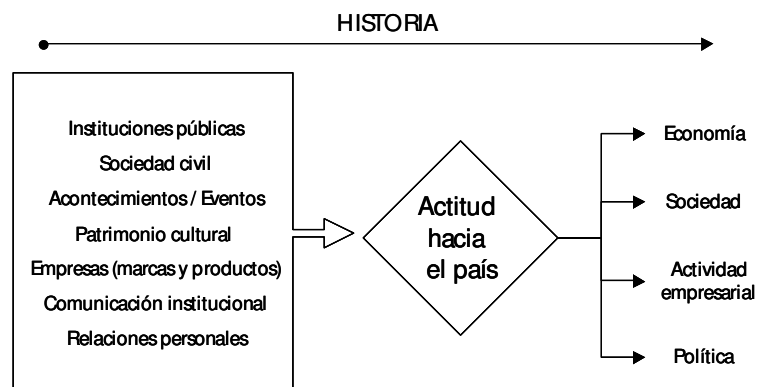 HISTORIA
Instituciones públicas
Sociedad civil
Acontecimientos / Eventos
Patrimonio cultural
Empresas (marcas y productos)
Comunicación institucional
Relaciones personales
Actitud
hacia
el país
Economía
Sociedad
Actividad
empresarial
Política